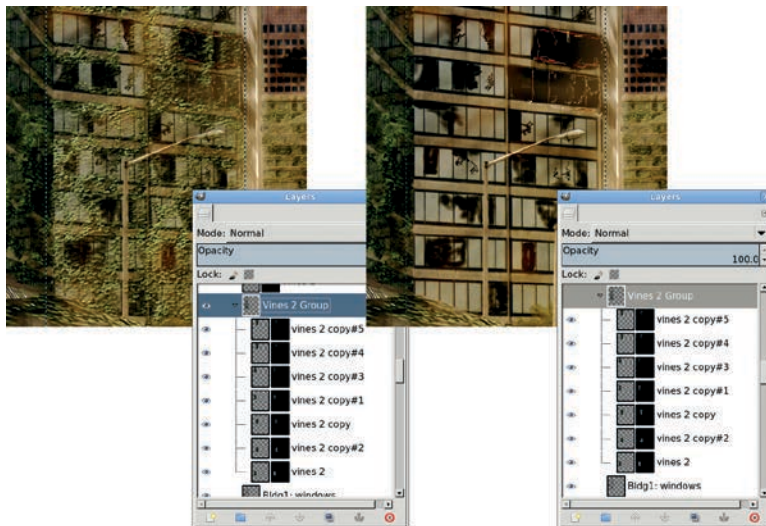 Layers
Mode: Normal
Opacity
Lock:
Vines 2 Group
vines 2 copy#5
vines 2 copy#4
vines 2 copy#3
vines 2 copy#1
vines 2 copy
vines 2 copy#2
vines 2
Bldg1: windows
Layers
Mode: Normal
Opacity
100.0
Lock:
Vines 2 Group
vines 2 copy#5
vines 2 copy#4
vines 2 copy#3
vines 2 copy#1
vines 2 copy
vines 2 copy#2
vines 2
Bldg1: windows